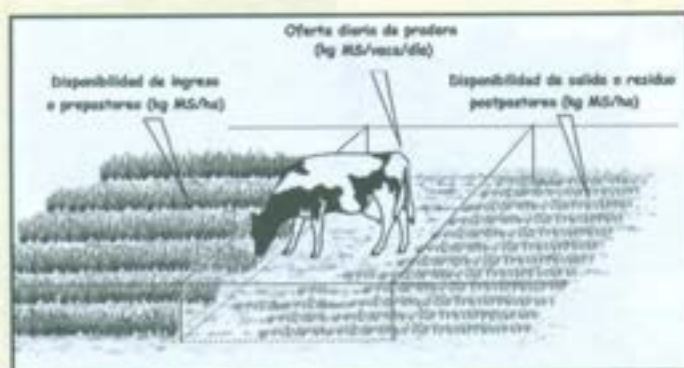 Oferta diaria de pradera
(kg MS/vaca/día)
Disponibilidad de ingreso
o prepastoreo (kg MS/ha)
Disponibilidad de salida o residuo
postpastoreo (kg MS/ha)